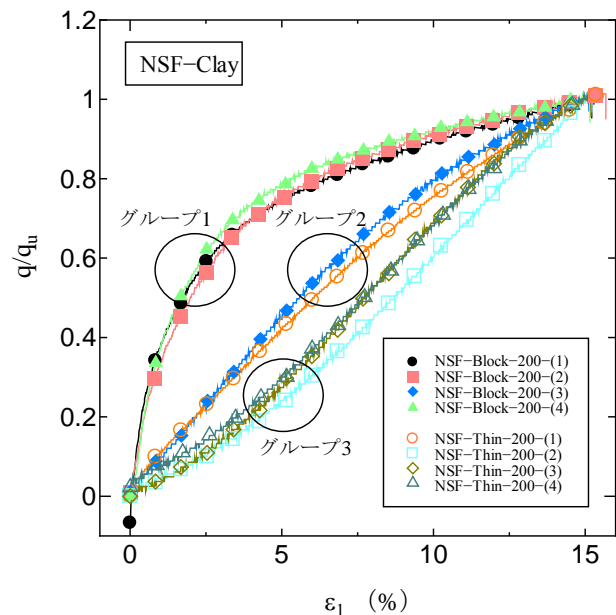 1.2
NSF-Clay
1
0.8
グループ1
グループ2
0.6
q/qu
0.4
NSF-Block-200-(1)
NSF-Block-200-(2)
NSF-Block-200-(3)
NSF-Block-200-(4)
0.2
NSF-Thin-200-(1)
NSF-Thin-200-(2)
NSF-Thin-200-(3)
NSF-Thin-200-(4)
グループ3
0
0 5 10 15
ε1 (%)